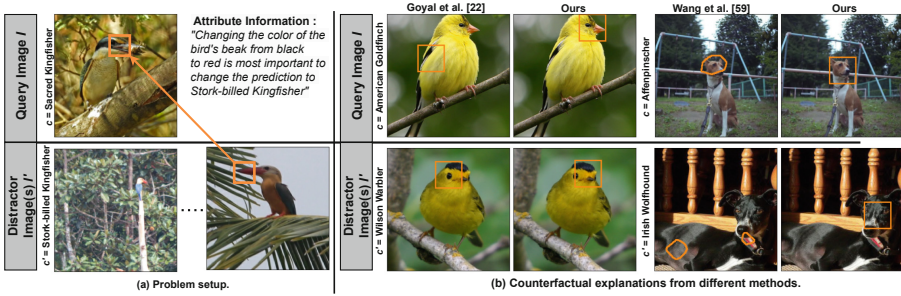 Query Image I
c = Sacred Kingfisher
Attribute Information :
"Changing the color of the
bird's beak from black
to red is most important to
change the prediction to
Stork-billed Kingfisher"
Distractor
Image(s) I'
c' = Stork-billed Kingfisher
(a) Problem setup.
Goyal et al. [22]
Ours
Wang et al. [59]
Ours
Query Image I
c = American Goldfinch
c = Affenpinscher
Distractor
Image(s) I'
c' = Wilson Warbler
c' = Irish Wolfhound
(b) Counterfactual explanations from different methods.